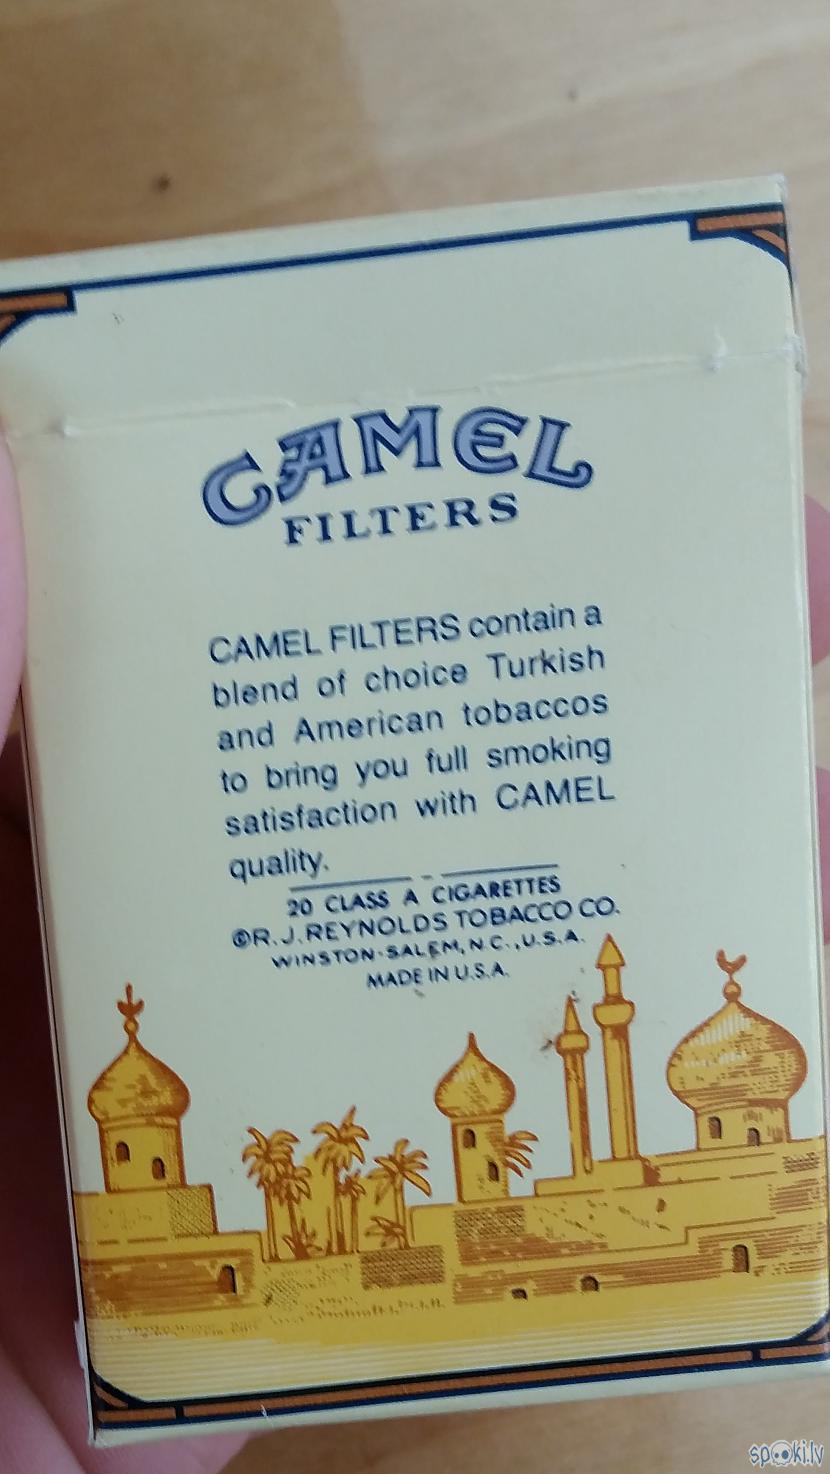 CAMEL
FILTERS
CAMEL FILTERS contain a
blend of choice Turkish
and American tobaccos
to bring you full smoking
satisfaction with CAMEL
quality.
20 CLASS A CIGARETTES
©R.J.REYNOLDS TOBACCO CO.
WINSTON-SALEM, N.C., U.S.A.
MADE IN U.S.A.
spoki.lv